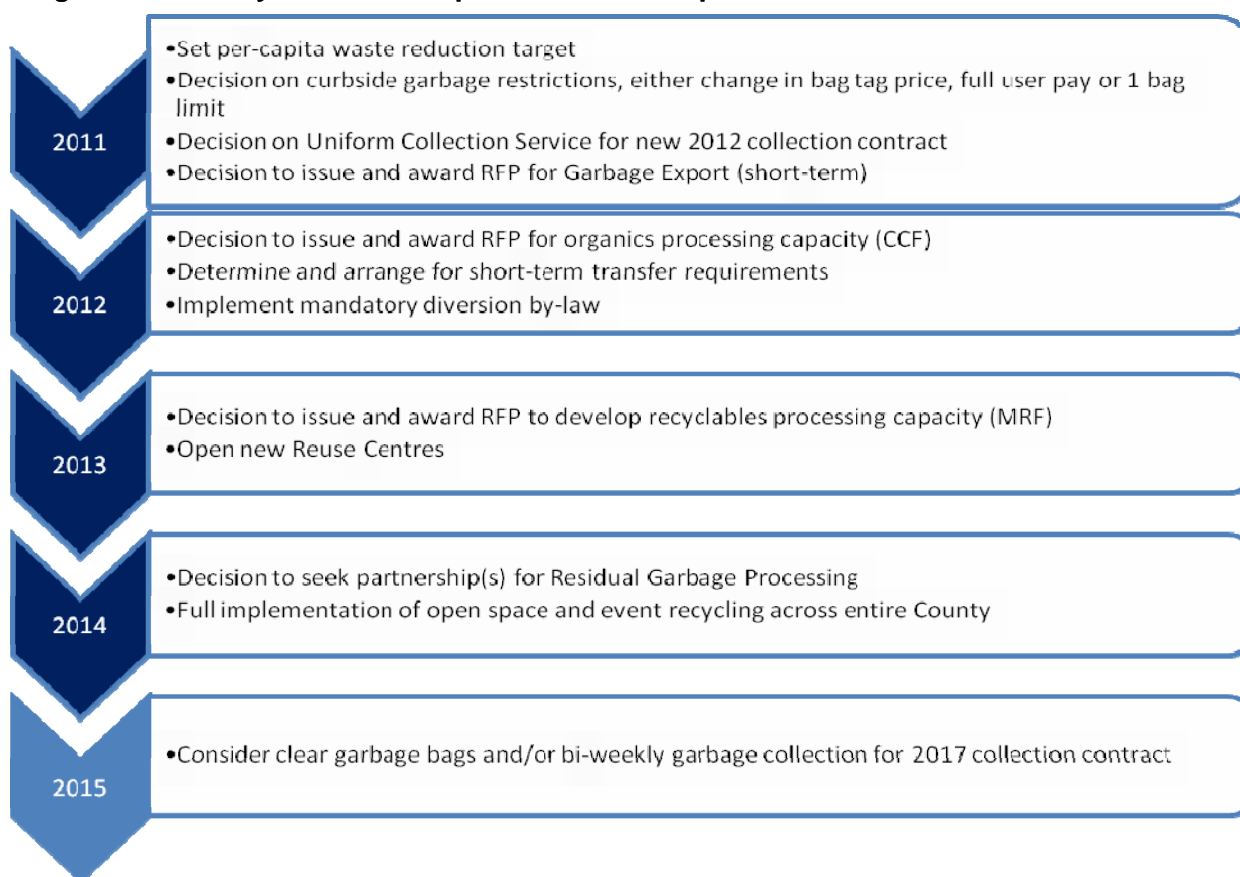 2011
•Set per-capita waste reduction target
•Decision on curbside garbage restrictions, either change in bag tag price, full user pay or 1 bag
limit
•Decision on Uniform Collection Service for new 2012 collection contract
•Decision to issue and award RFP for Garbage Export (short-term)
2012
•Decision to issue and award RFP for organics processing capacity (CCF)
•Determine and arrange for short-term transfer requirements
•Implement mandatory diversion by-law
2013
•Decision to issue and award RFP to develop recyclables processing capacity (MRF)
•Open new Reuse Centres
2014
•Decision to seek partnership(s) for Residual Garbage Processing
•Full implementation of open space and event recycling across entire County
2015
•Consider clear garbage bags and/or bi-weekly garbage collection for 2017 collection contract